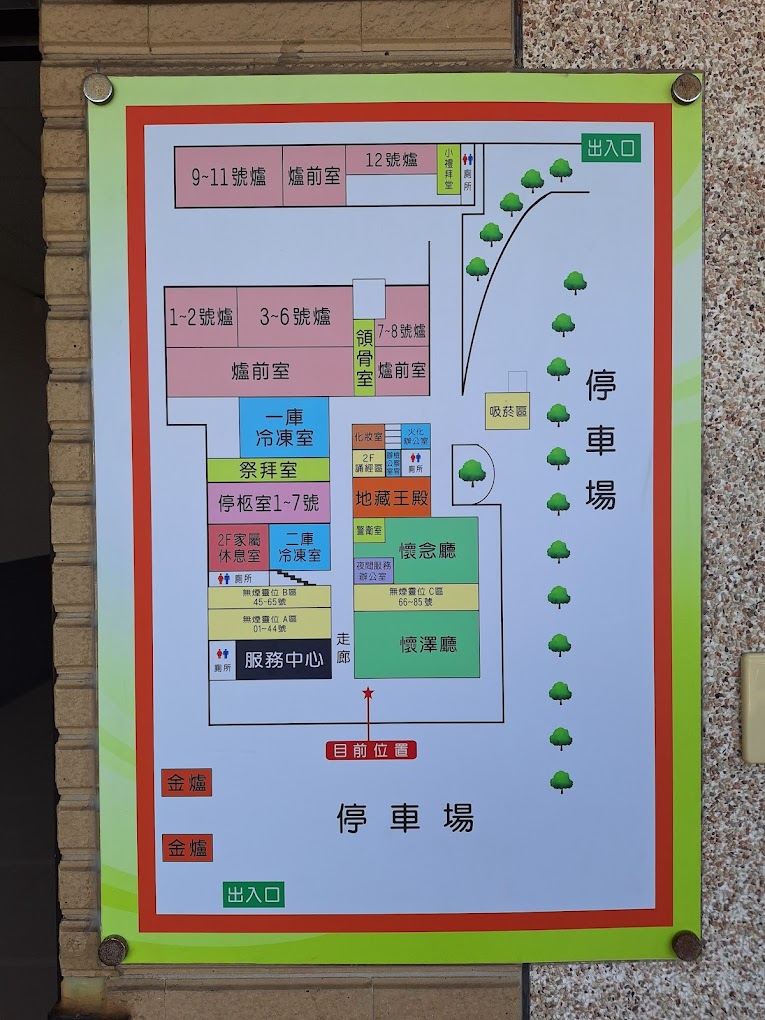 出入口
9~11號爐
爐前室
12號爐
小禮拜堂
廁所
1~2號爐
3~6號爐
領骨室
7~8號爐
爐前室
爐前室
停車場
吸菸區
一庫
冷凍室
化妝室
火化
辦公室
2F
誦經區
廁所
祭拜室
停柩室1~7號
地藏王殿
2F家屬
休息室
二庫
冷凍室
警衛室
懷念廳
夜間服務
辦公室
廁所
無煙靈位B區
45-65號
無煙靈位C區
66~85號
無煙靈位A區
01~44號
走廊
懷澤廳
廁所
服務中心
目前位置
金爐
停車場
金爐
出入口